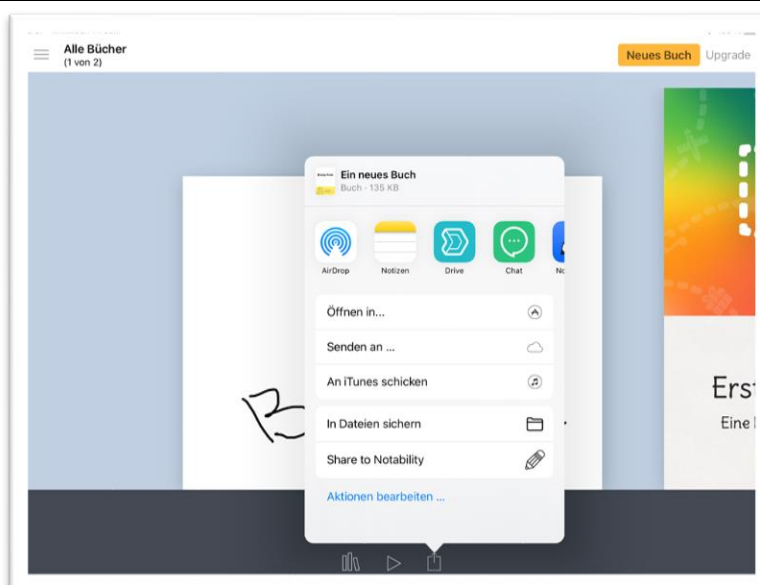 Alle Bücher
(1 von 2)
Neues Buch Upgrade
Ein neues Buch
Buch - 135 KB
AirDrop Notizen Drive Chat No
Öffnen in...
Senden an ...
An iTunes schicken
In Dateien sichern
Share to Notability
Aktionen bearbeiten ...
B
Ers
Eine